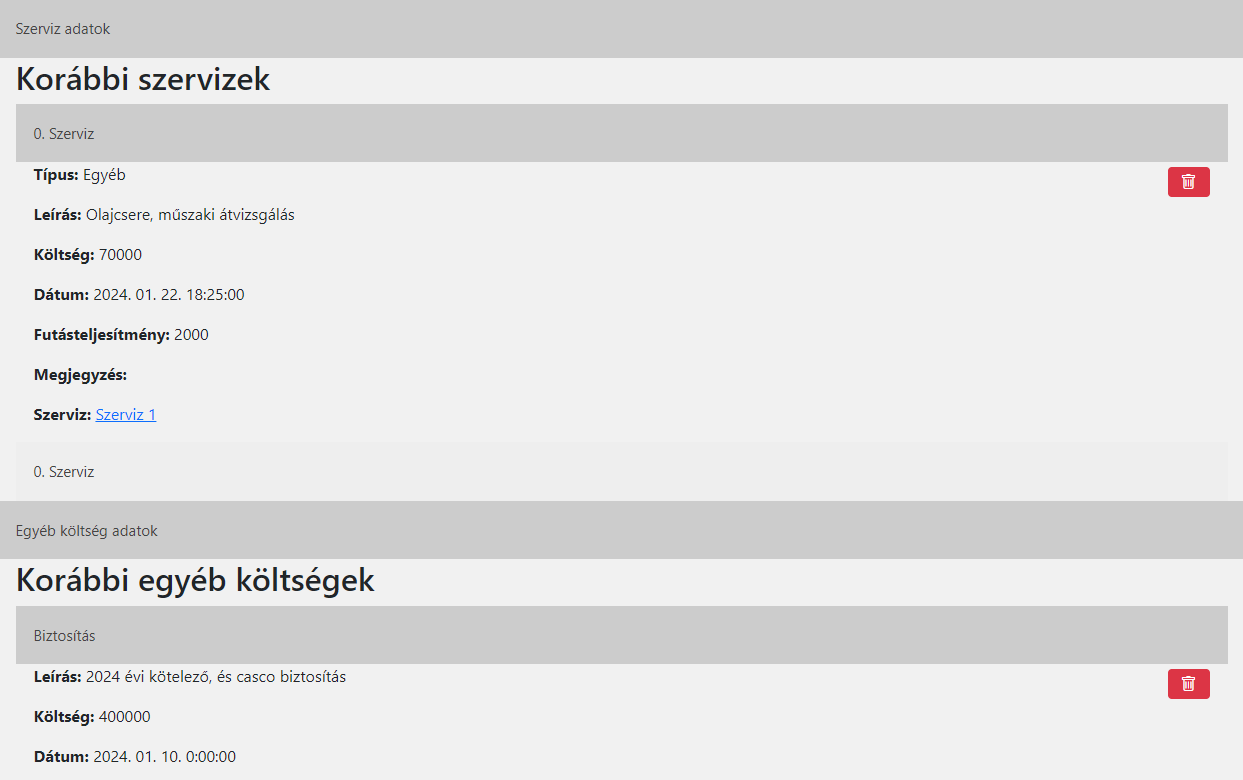 Szerviz adatok
Korábbi szervizek
0. Szerviz
Típus: Egyéb
Leírás: Olajcsere, műszaki átvizsgálás
Költség: 70000
Dátum: 2024. 01. 22. 18:25:00
Futásteljesítmény: 2000
Megjegyzés:
Szerviz: Szerviz 1
0. Szerviz
Egyéb költség adatok
Korábbi egyéb költségek
Biztosítás
Leírás: 2024 évi kötelező, és casco biztosítás
Költség: 400000
Dátum: 2024. 01. 10. 0:00:00